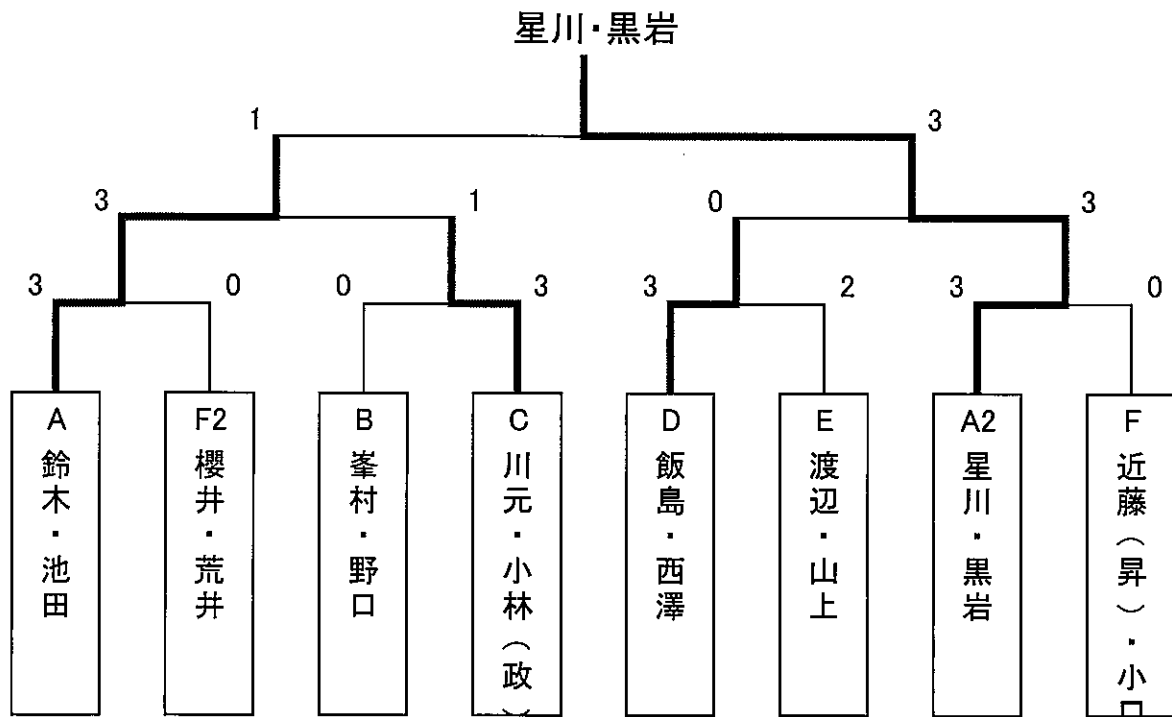 星川・黒岩
1 3
3 1 0 3
3 0 0 3 3 2 3 0
A
鈴木・池田
F2
櫻井・荒井
B
峯村・野口
C
川元・小林(政)
D
飯島・西澤
E
渡辺・山上
A2
星川・黒岩
F
近藤(昇)・小口